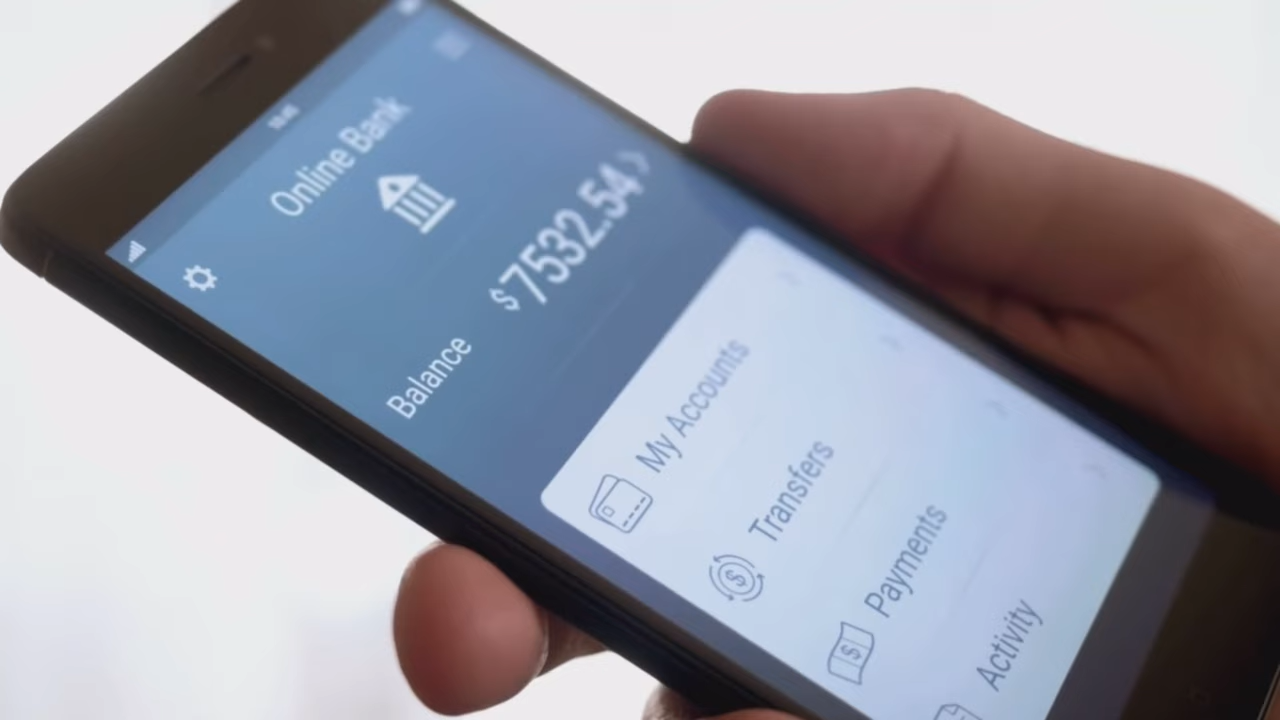 Online Bank
Balance
$7532.54
My Accounts
Transfers
Payments
Activity